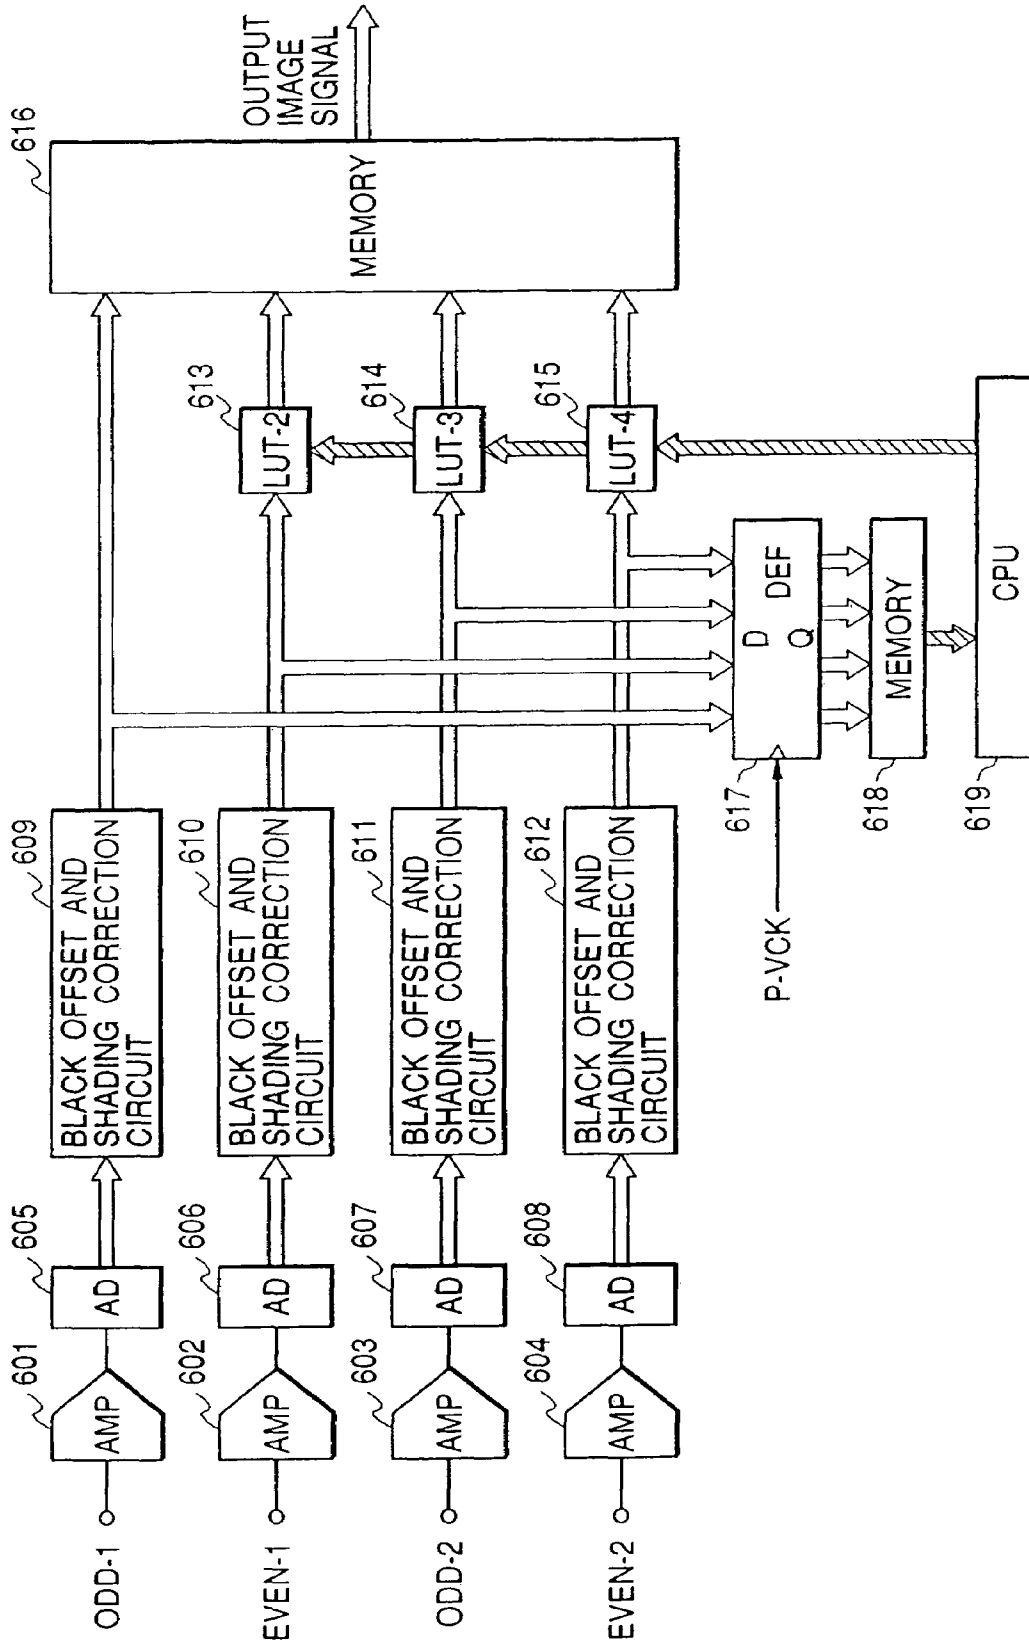 ODD-1
601
AMP
605
AD
609
BLACK OFFSET AND
SHADING CORRECTION
CIRCUIT
616
MEMORY
OUTPUT
IMAGE
SIGNAL
EVEN-1
602
AMP
606
AD
610
BLACK OFFSET AND
SHADING CORRECTION
CIRCUIT
613
LUT-2
ODD-2
603
AMP
607
AD
611
BLACK OFFSET AND
SHADING CORRECTION
CIRCUIT
614
LUT-3
EVEN-2
604
AMP
608
AD
612
BLACK OFFSET AND
SHADING CORRECTION
CIRCUIT
615
LUT-4
P-VCK
617
D
Q
DEF
618
MEMORY
619
CPU